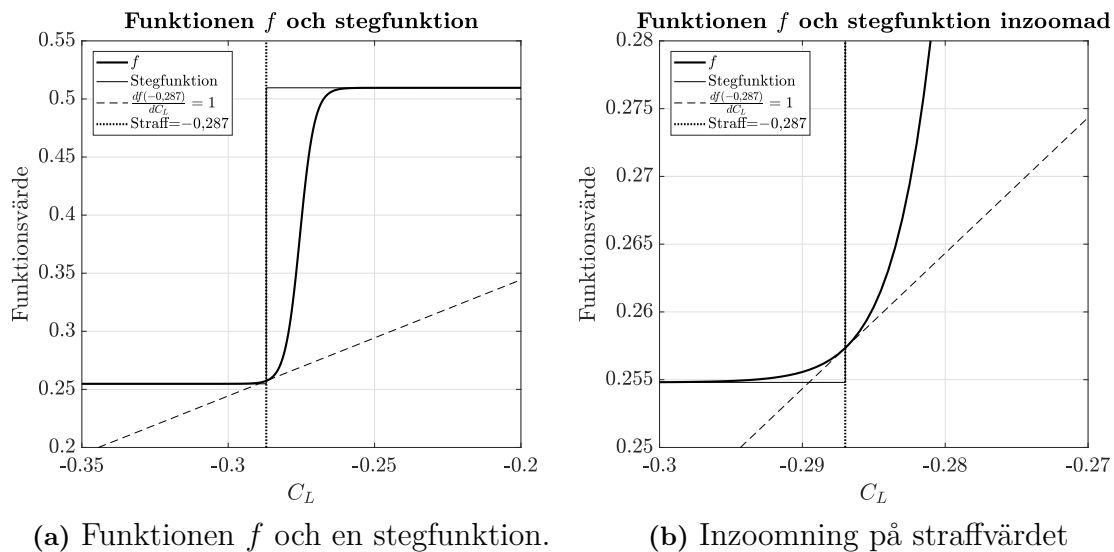 Funktionen f och stegfunktion
0.55
0.5
0.45
0.4
0.35
0.3
0.25
0.2
Funktionsvärde
f
Stegfunktion
df(−0,287)/dC_L = 1
Straff=−0,287
-0.35
-0.3
-0.25
-0.2
C_L
(a) Funktionen f och en stegfunktion.
Funktionen f och stegfunktion inzoomad
0.28
0.275
0.27
0.265
0.26
0.255
0.25
Funktionsvärde
f
Stegfunktion
df(−0,287)/dC_L = 1
Straff=−0,287
-0.3
-0.29
-0.28
-0.27
C_L
(b) Inzoomning på straffvärdet